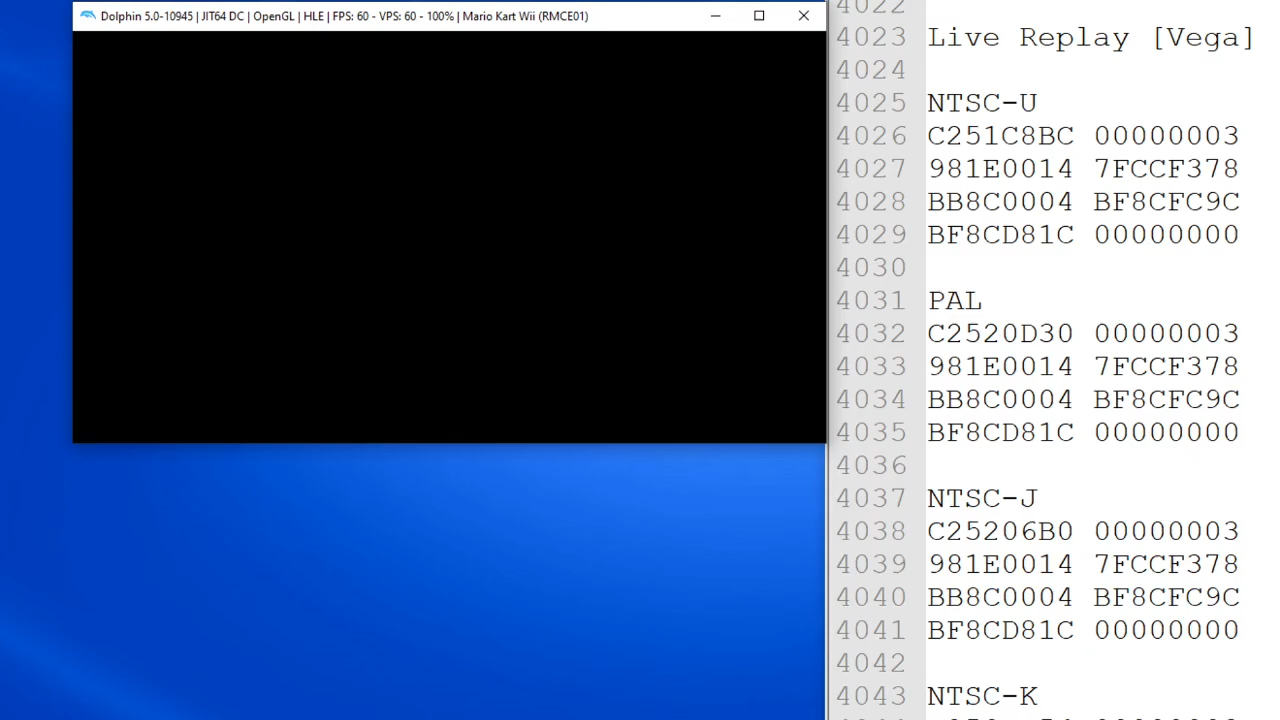 Dolphin 5.0-10945 | JIT64 DC | OpenGL | HLE | FPS: 60 - VPS: 60 - 100% | Mario Kart Wii (RMCE01)
4022
4023 Live Replay [Vega]
4024
4025 NTSC-U
4026 C251C8BC 00000003
4027 981E0014 7FCCF378
4028 BB8C0004 BF8CFC9C
4029 BF8CD81C 00000000
4030
4031 PAL
4032 C2520D30 00000003
4033 981E0014 7FCCF378
4034 BB8C0004 BF8CFC9C
4035 BF8CD81C 00000000
4036
4037 NTSC-J
4038 C25206B0 00000003
4039 981E0014 7FCCF378
4040 BB8C0004 BF8CFC9C
4041 BF8CD81C 00000000
4042
4043 NTSC-K